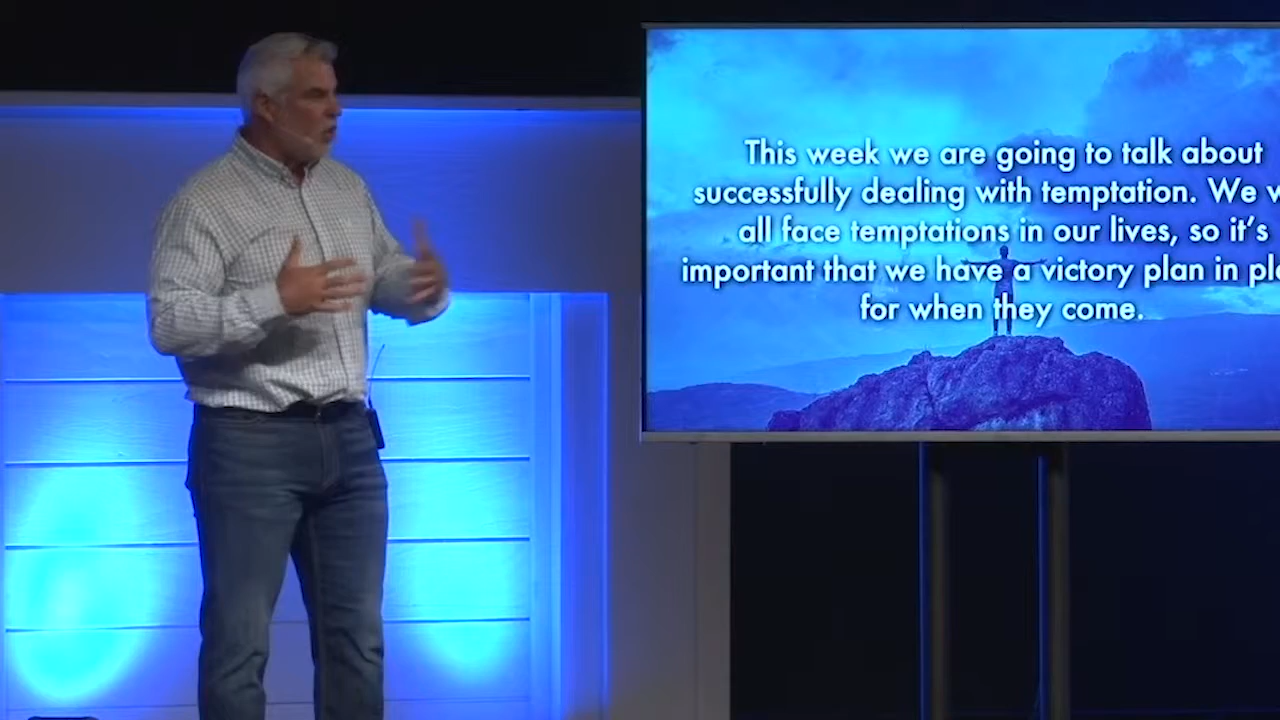 This week we are going to talk about
successfully dealing with temptation. We
all face temptations in our lives, so it's
important that we have a victory plan in
for when they come.